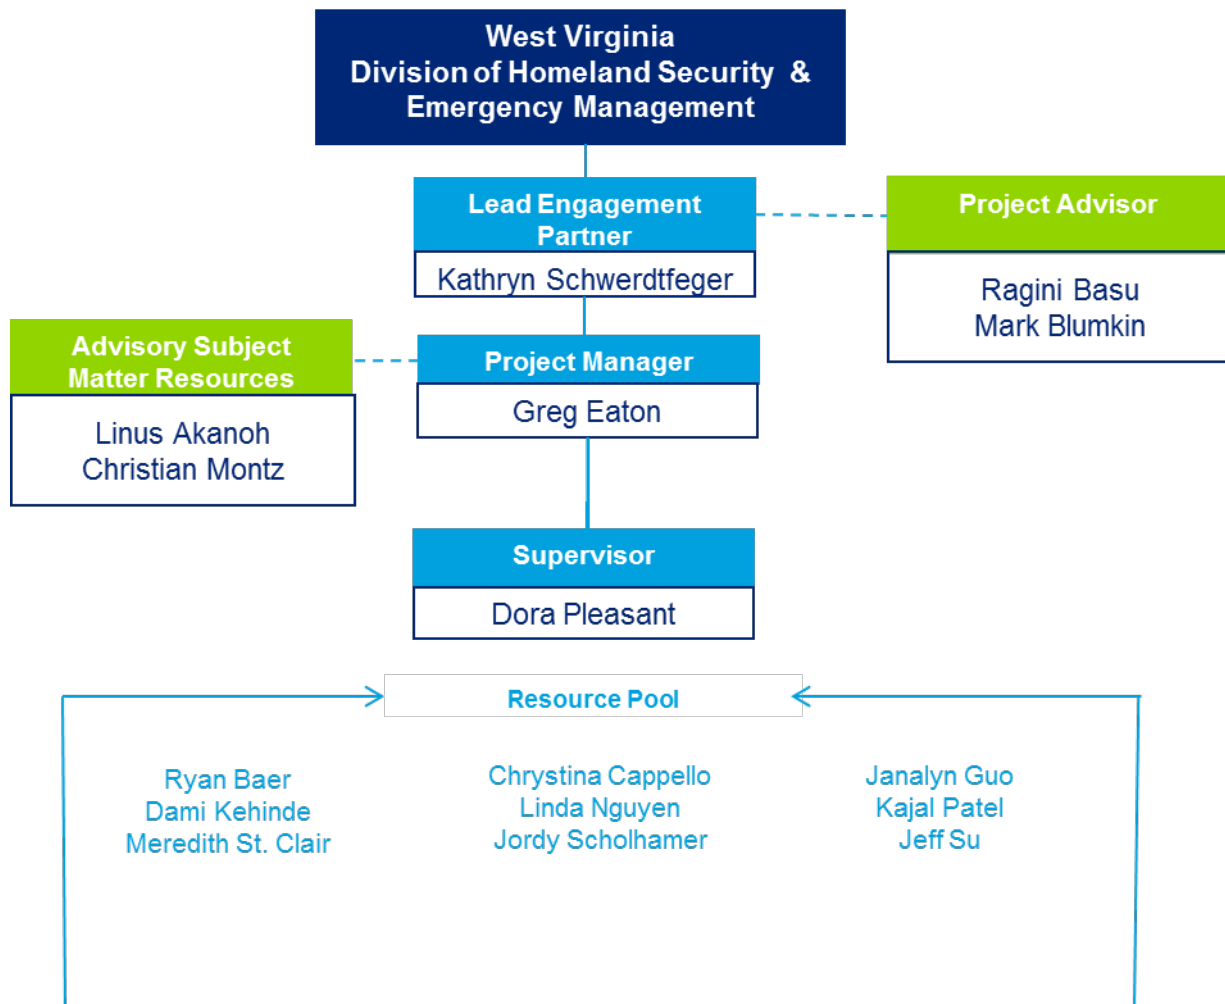 West Virginia
Division of Homeland Security &
Emergency Management
Lead Engagement
Partner
Kathryn Schwerdtfeger
Project Advisor
Ragini Basu
Mark Blumkin
Advisory Subject
Matter Resources
Linus Akanoh
Christian Montz
Project Manager
Greg Eaton
Supervisor
Dora Pleasant
Resource Pool
Ryan Baer
Dami Kehinde
Meredith St. Clair
Chrystina Cappello
Linda Nguyen
Jordy Scholhamer
Janalyn Guo
Kajal Patel
Jeff Su